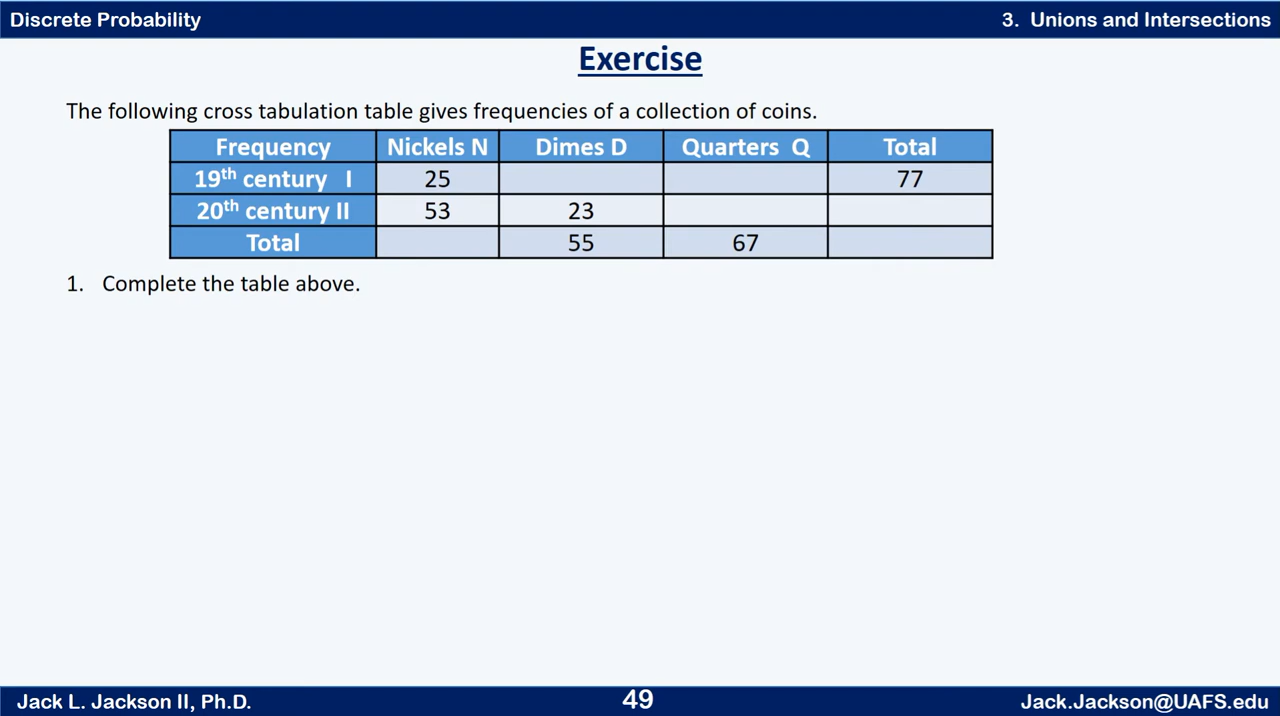 Discrete Probability
3. Unions and Intersections
Exercise
The following cross tabulation table gives frequencies of a collection of coins.
Frequency Nickels N Dimes D Quarters Q Total
19th century I 25 77
20th century II 53 23
Total 55 67
1. Complete the table above.
Jack L. Jackson II, Ph.D.
49
Jack.Jackson@UAFS.edu